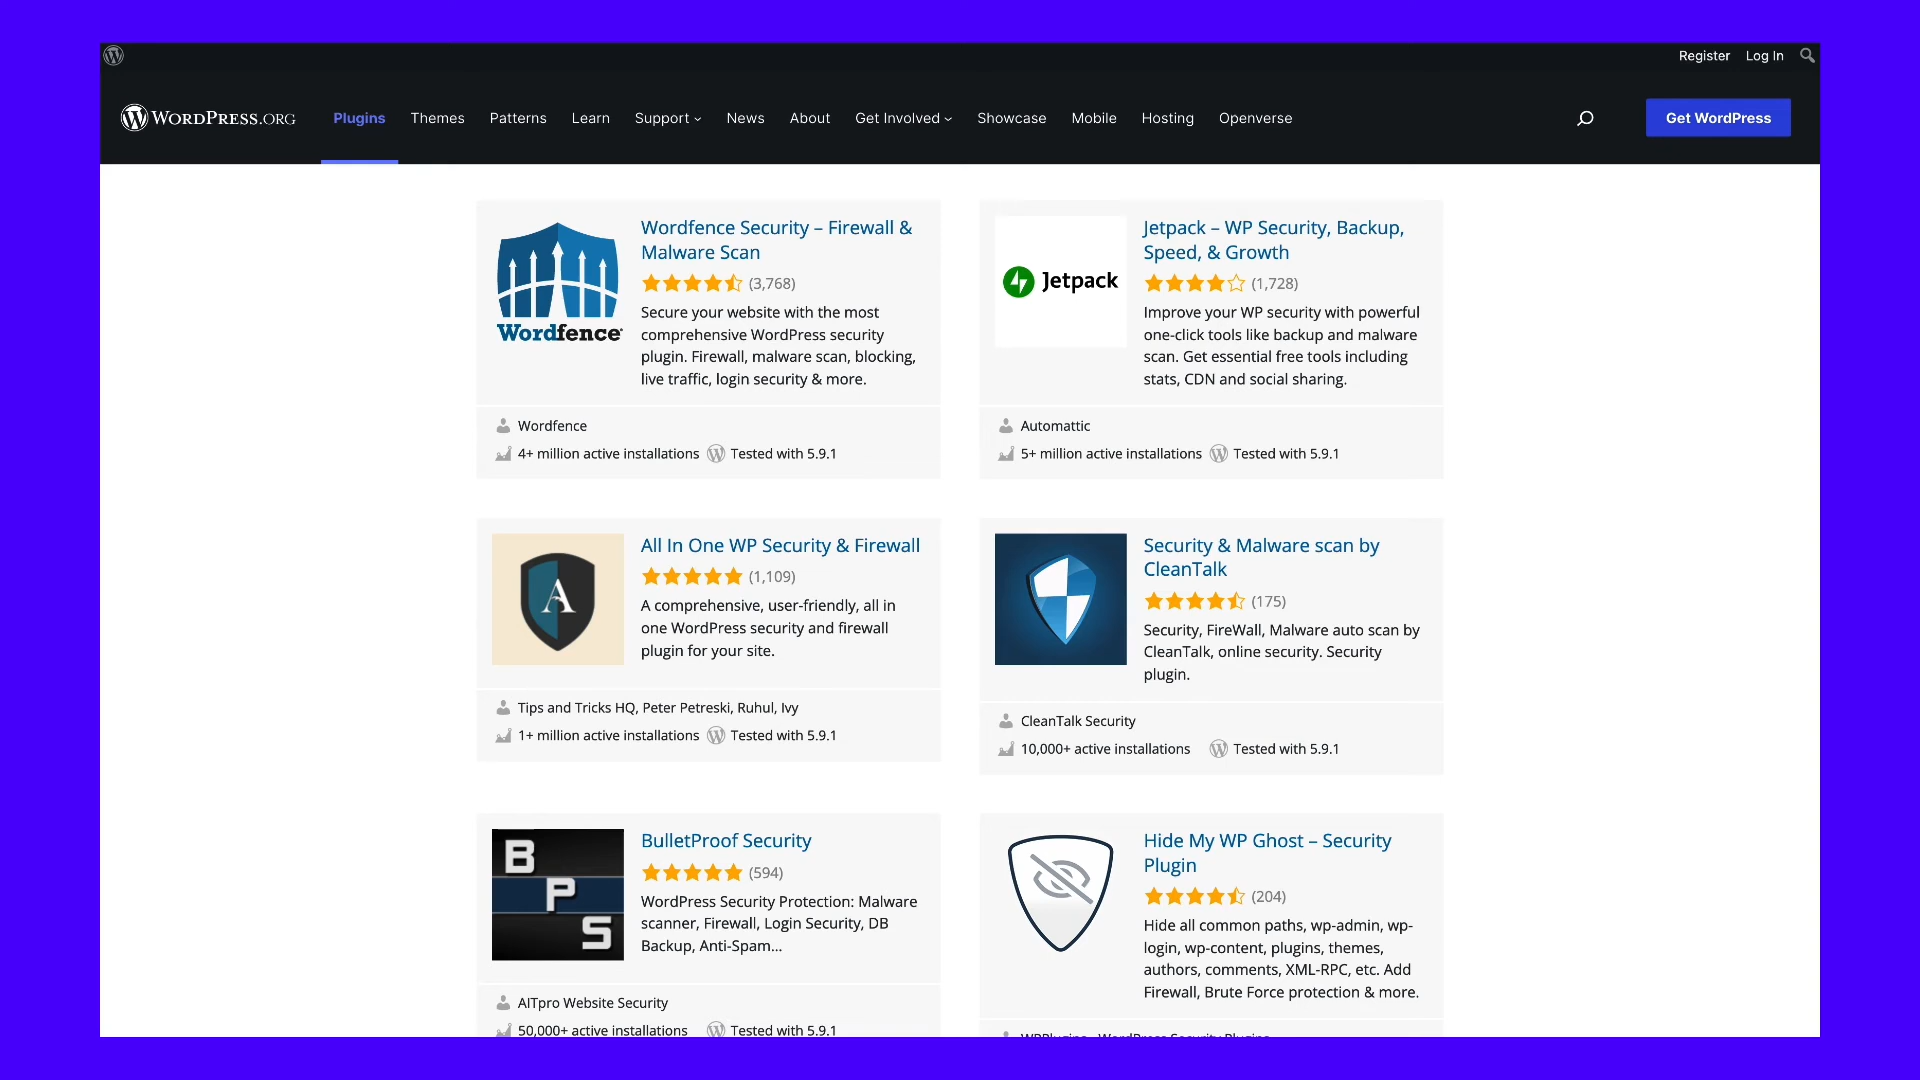 Register Log In
WORDPRESS.ORG Plugins Themes Patterns Learn Support News About Get Involved Showcase Mobile Hosting Openverse Get WordPress
Wordfence
Wordfence Security – Firewall &
Malware Scan
(3,768)
Secure your website with the most
comprehensive WordPress security
plugin. Firewall, malware scan, blocking,
live traffic, login security & more.
Wordfence
4+ million active installations Tested with 5.9.1
Jetpack
Jetpack – WP Security, Backup,
Speed, & Growth
(1,728)
Improve your WP security with powerful
one-click tools like backup and malware
scan. Get essential free tools including
stats, CDN and social sharing.
Automattic
5+ million active installations Tested with 5.9.1
A
All In One WP Security & Firewall
(1,109)
A comprehensive, user-friendly, all in
one WordPress security and firewall
plugin for your site.
Tips and Tricks HQ, Peter Petreski, Ruhul, Ivy
1+ million active installations Tested with 5.9.1
Security & Malware scan by
CleanTalk
(175)
Security, FireWall, Malware auto scan by
CleanTalk, online security. Security
plugin.
CleanTalk Security
10,000+ active installations Tested with 5.9.1
B
P
S
BulletProof Security
(594)
WordPress Security Protection: Malware
scanner, Firewall, Login Security, DB
Backup, Anti-Spam...
AITpro Website Security
50,000+ active installations Tested with 5.9.1
Hide My WP Ghost – Security
Plugin
(204)
Hide all common paths, wp-admin, wp-
login, wp-content, plugins, themes,
authors, comments, XML-RPC, etc. Add
Firewall, Brute Force protection & more.
WPPlugins - WordPress Security Plugins